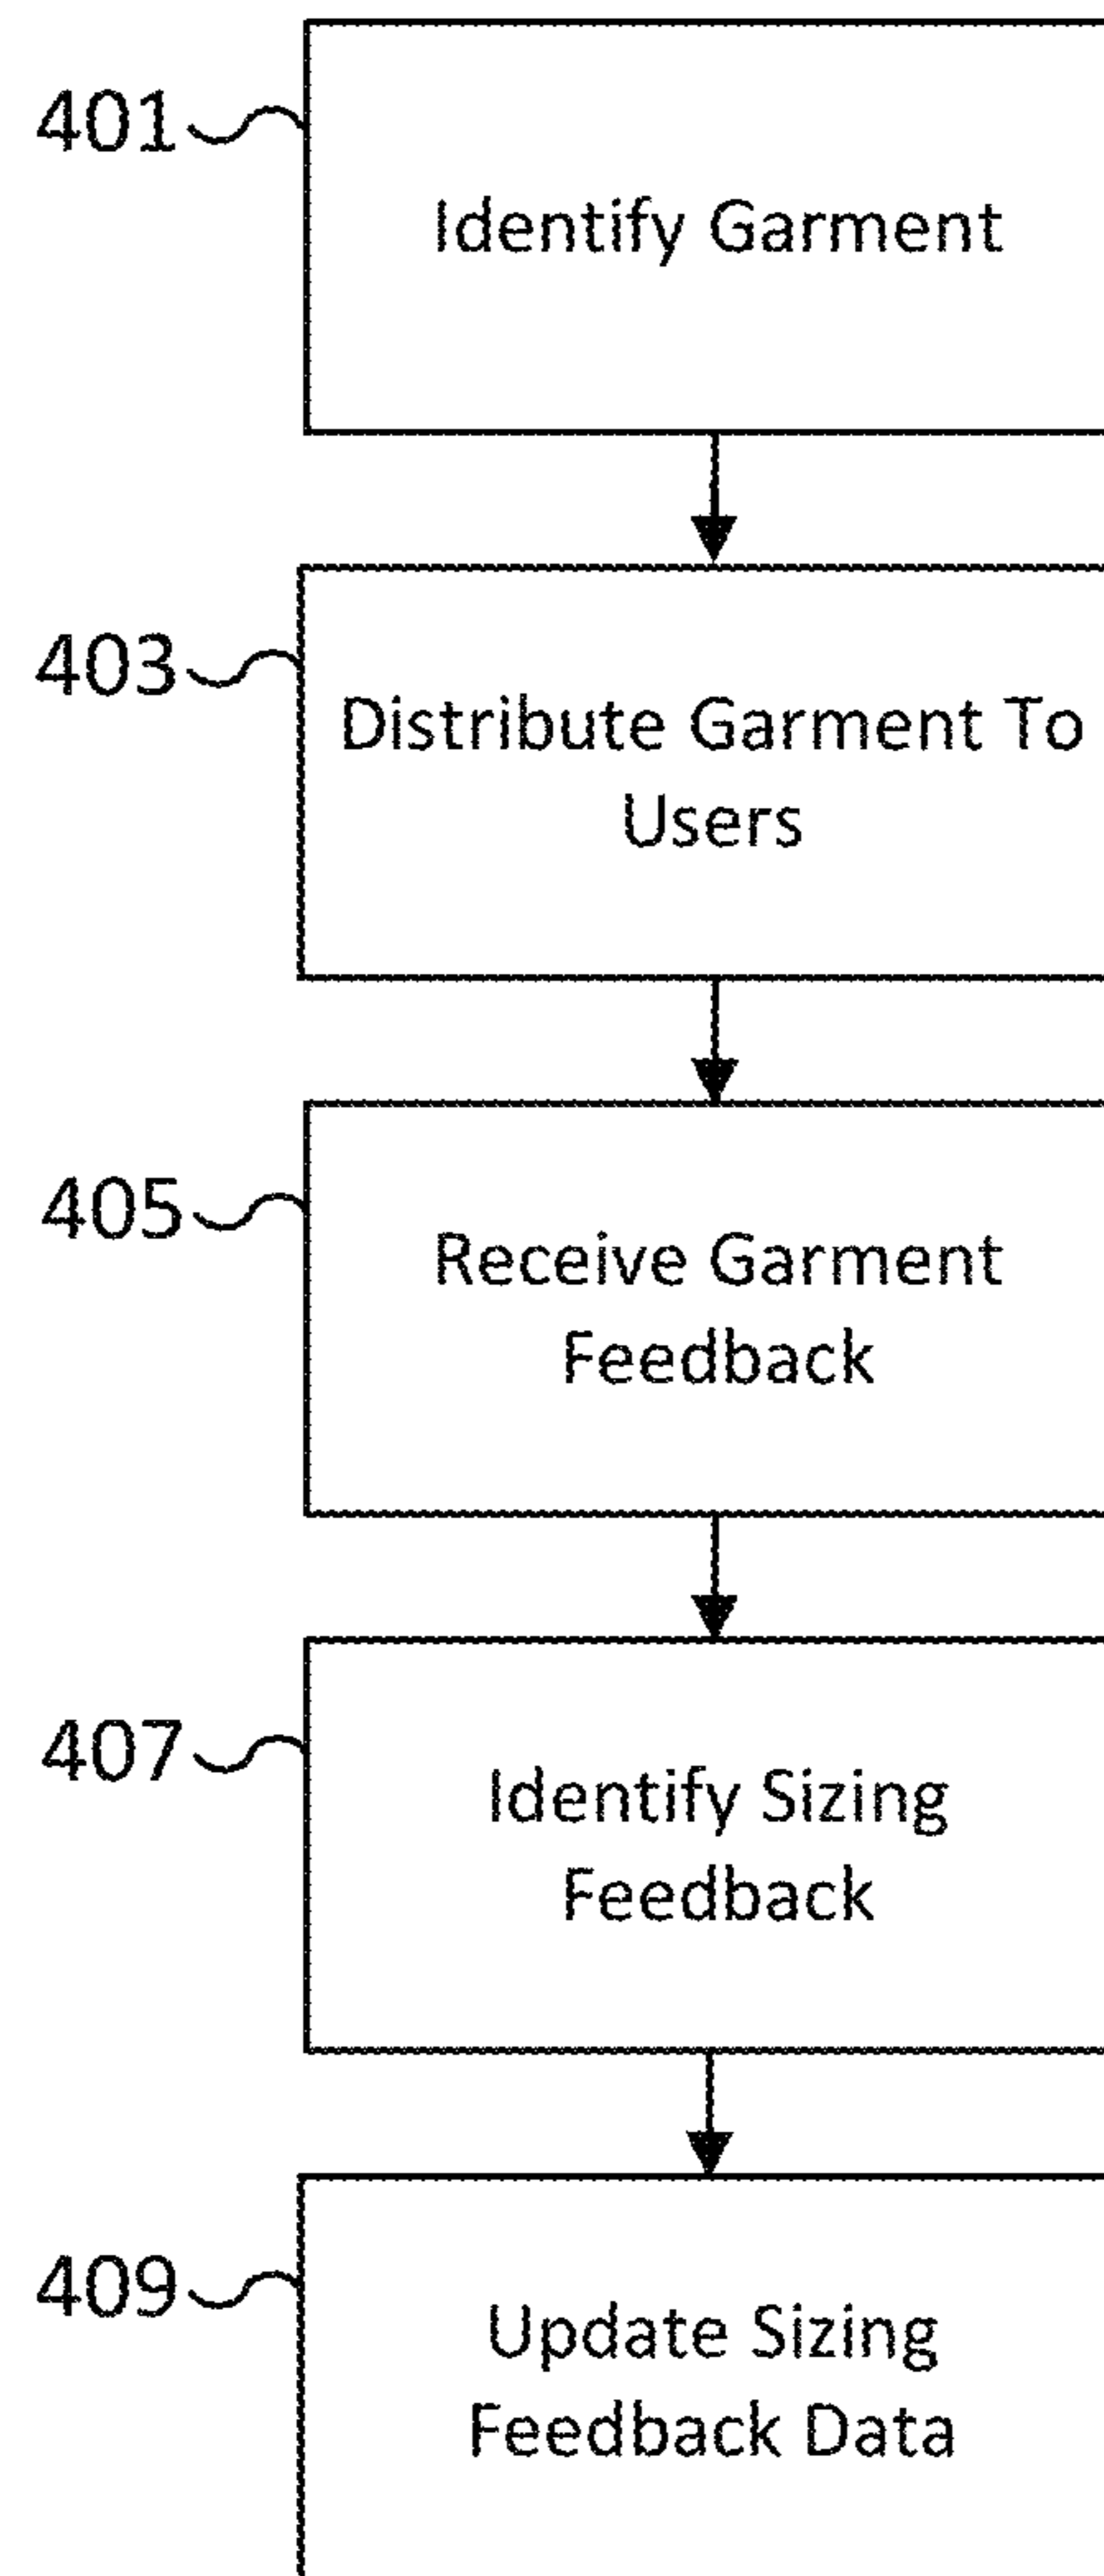 401
Identify Garment
403
Distribute Garment To
Users
405
Receive Garment
Feedback
407
Identify Sizing
Feedback
409
Update Sizing
Feedback Data